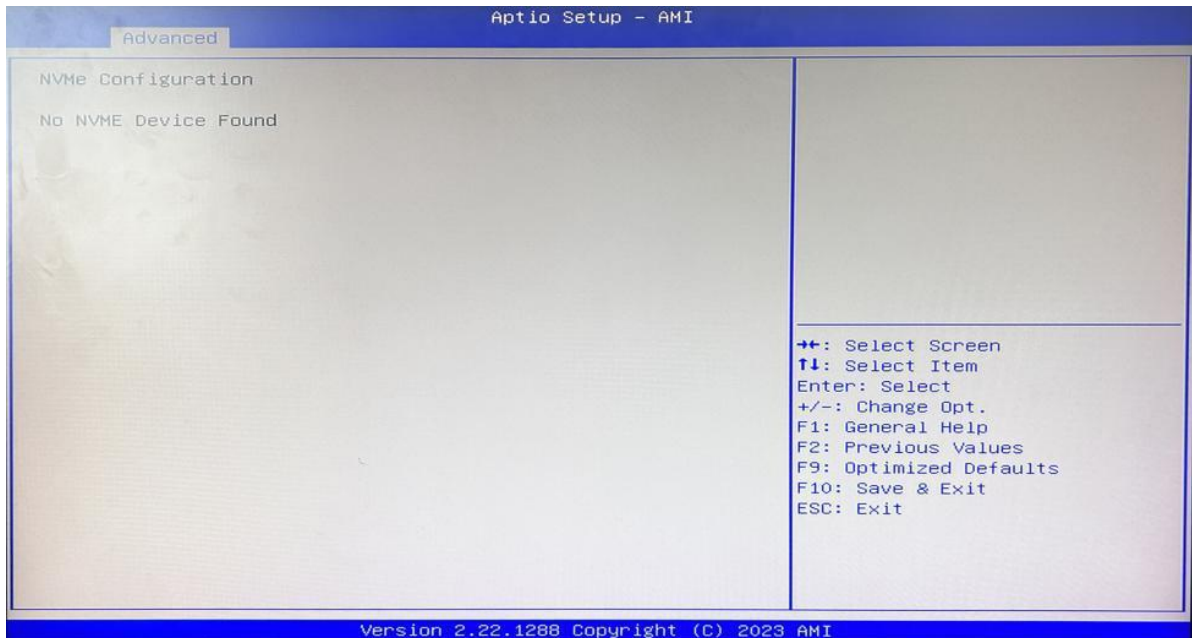 Aptio Setup – AMI
Advanced
NVMe Configuration
No NVME Device Found
→←: Select Screen
↑↓: Select Item
Enter: Select
+/-: Change Opt.
F1: General Help
F2: Previous Values
F9: Optimized Defaults
F10: Save & Exit
ESC: Exit
Version 2.22.1288 Copyright (C) 2023 AMI